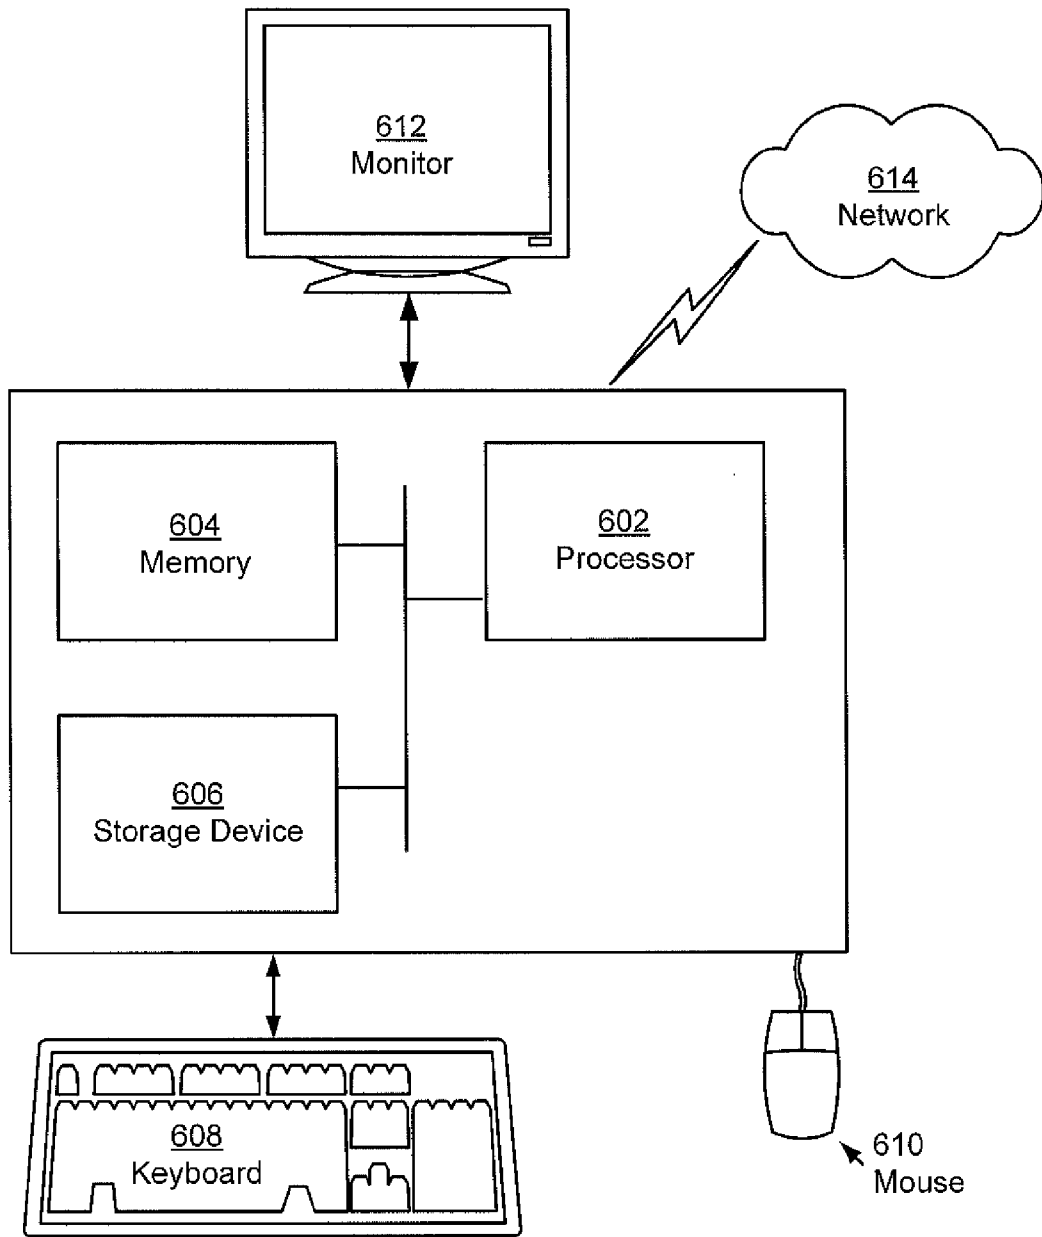 612
Monitor
614
Network
604
Memory
602
Processor
606
Storage Device
608
Keyboard
610
Mouse